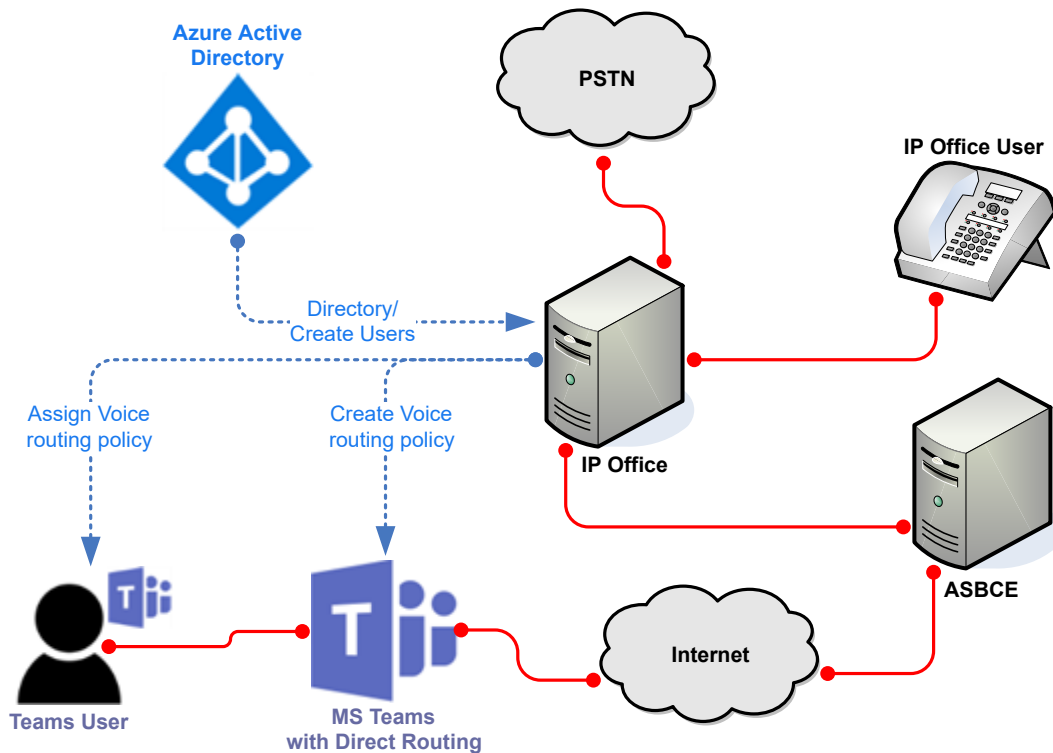 Azure Active
Directory
PSTN
IP Office User
Directory/
Create Users
Assign Voice
routing policy
Create Voice
routing policy
IP Office
ASBCE
T
T
Internet
Teams User
MS Teams
with Direct Routing